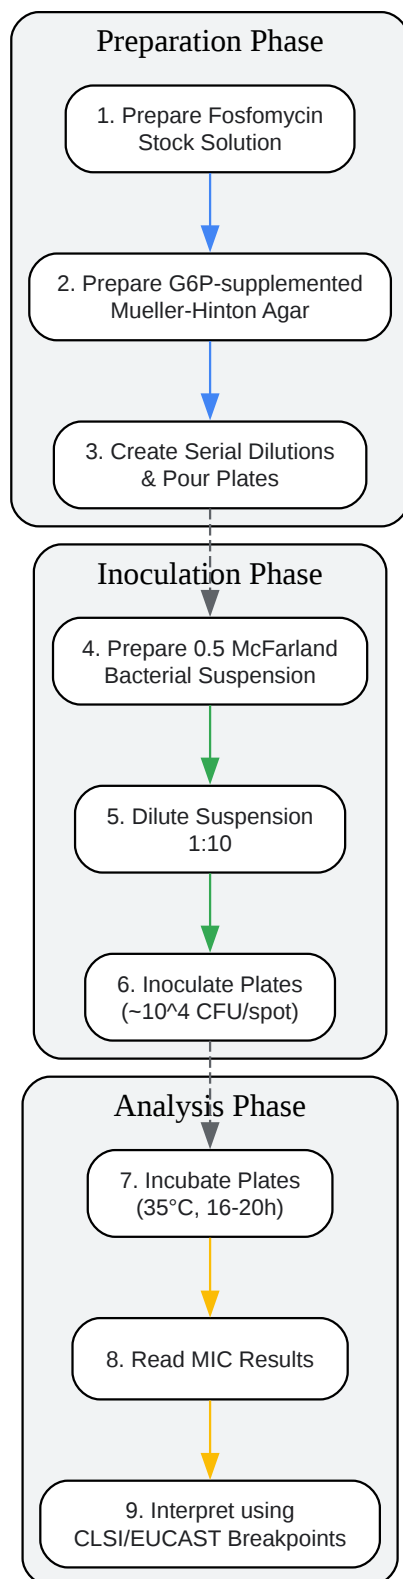 Preparation Phase
1. Prepare Fosfomycin
Stock Solution
2. Prepare G6P-supplemented
Mueller-Hinton Agar
3. Create Serial Dilutions
& Pour Plates
Inoculation Phase
4. Prepare 0.5 McFarland
Bacterial Suspension
5. Dilute Suspension
1:10
6. Inoculate Plates
(~10^4 CFU/spot)
Analysis Phase
7. Incubate Plates
(35°C, 16-20h)
8. Read MIC Results
9. Interpret using
CLSI/EUCAST Breakpoints